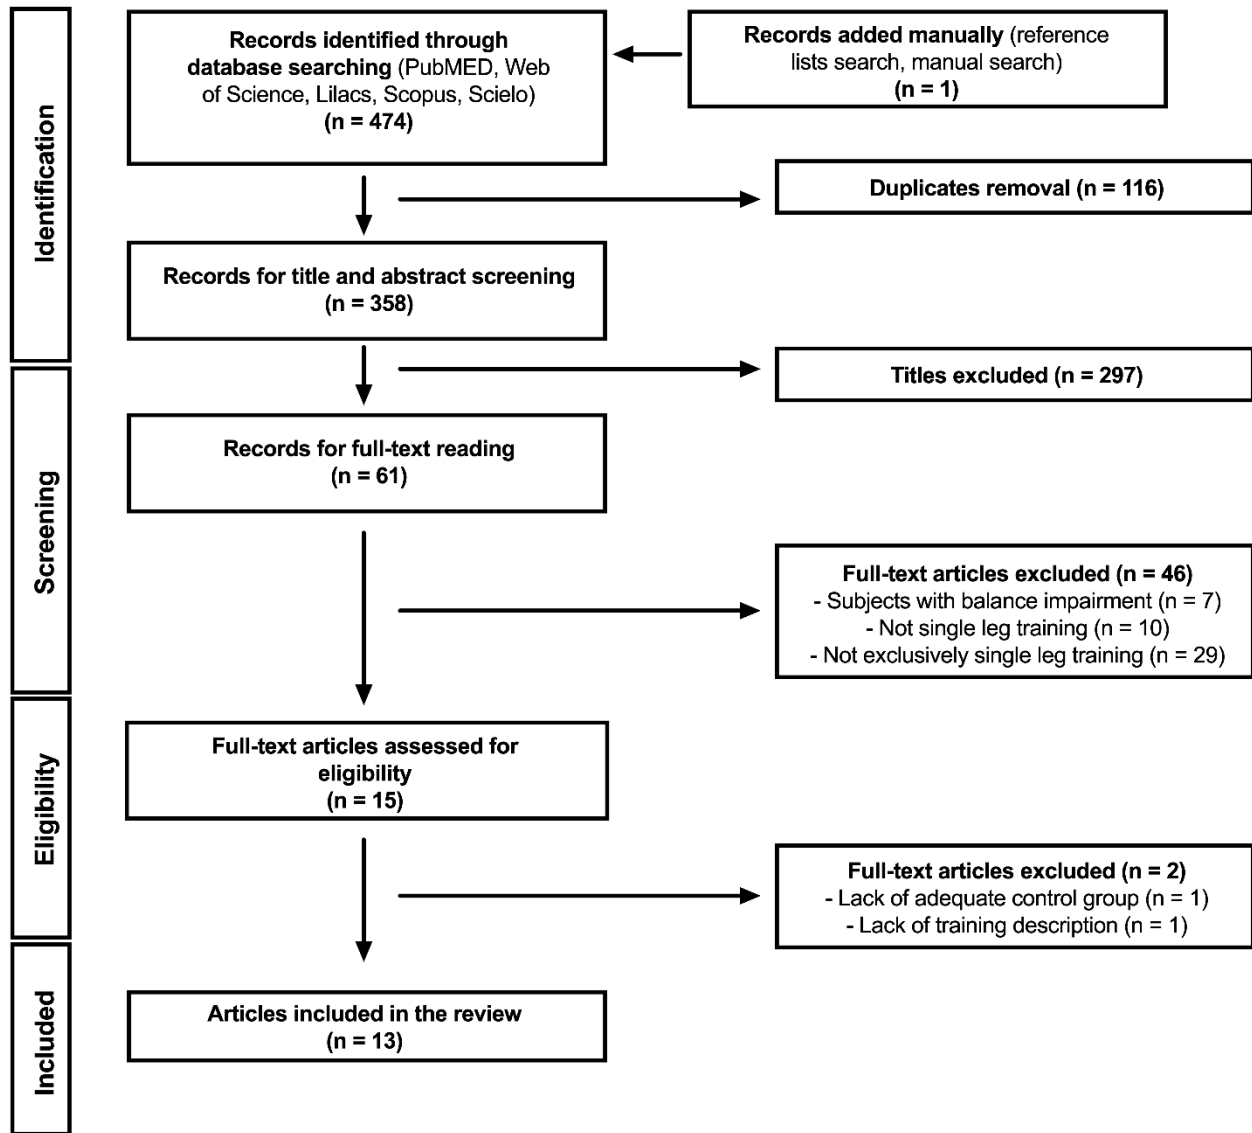 Identification
Records identified through
database searching (PubMED, Web
of Science, Lilacs, Scopus, Scielo)
(n = 474)
Records added manually (reference
lists search, manual search)
(n = 1)
Duplicates removal (n = 116)
Records for title and abstract screening
(n = 358)
Screening
Titles excluded (n = 297)
Records for full-text reading
(n = 61)
Full-text articles excluded (n = 46)
- Subjects with balance impairment (n = 7)
- Not single leg training (n = 10)
- Not exclusively single leg training (n = 29)
Eligibility
Full-text articles assessed for
eligibility
(n = 15)
Full-text articles excluded (n = 2)
- Lack of adequate control group (n = 1)
- Lack of training description (n = 1)
Included
Articles included in the review
(n = 13)